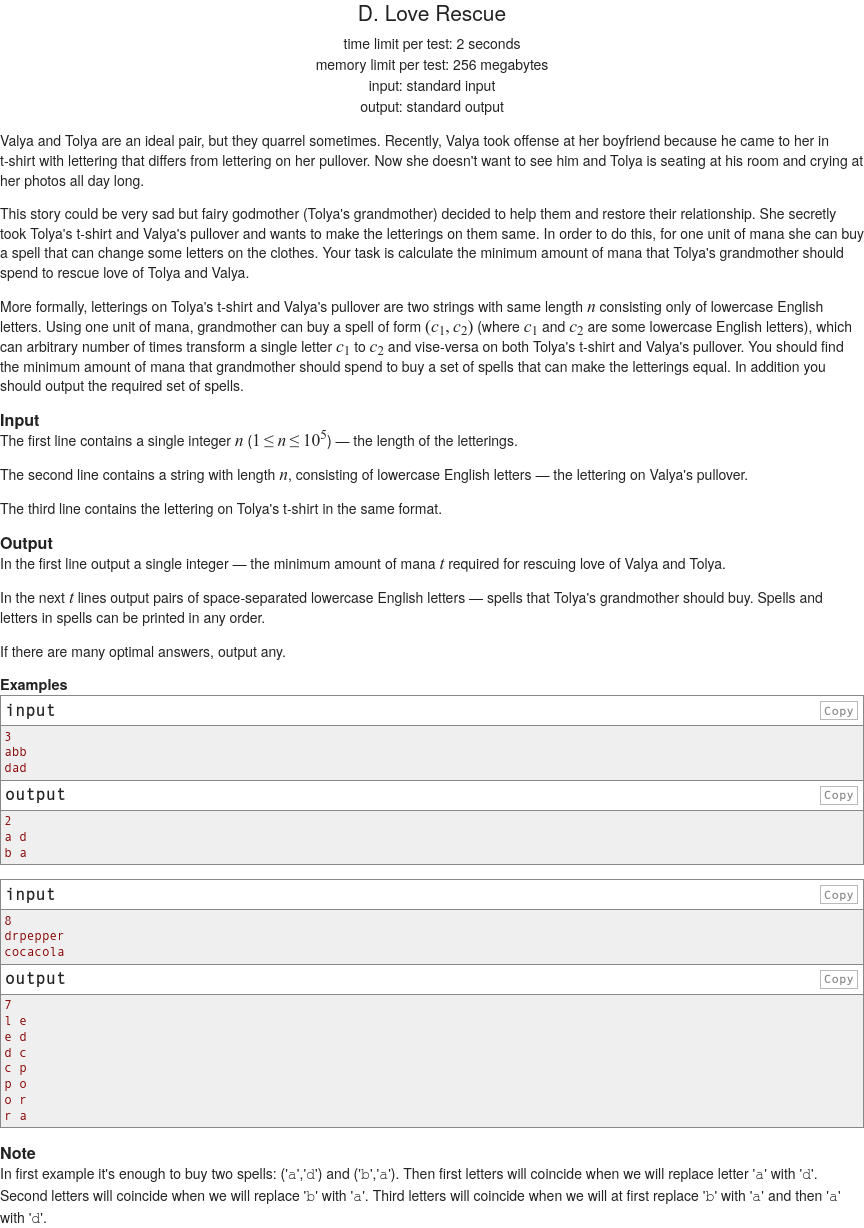 D. Love Rescue
time limit per test: 2 seconds
memory limit per test: 256 megabytes
input: standard input
output: standard output
Valya and Tolya are an ideal pair, but they quarrel sometimes. Recently, Valya took offense at her boyfriend because he came to her in
t-shirt with lettering that differs from lettering on her pullover. Now she doesn't want to see him and Tolya is seating at his room and crying at
her photos all day long.
This story could be very sad but fairy godmother (Tolya's grandmother) decided to help them and restore their relationship. She secretly
took Tolya's t-shirt and Valya's pullover and wants to make the letterings on them same. In order to do this, for one unit of mana she can buy
a spell that can change some letters on the clothes. Your task is calculate the minimum amount of mana that Tolya's grandmother should
spend to rescue love of Tolya and Valya.
More formally, letterings on Tolya's t-shirt and Valya's pullover are two strings with same length n consisting only of lowercase English
letters. Using one unit of mana, grandmother can buy a spell of form (c₁, c₂) (where c₁ and c₂ are some lowercase English letters), which
can arbitrary number of times transform a single letter c₁ to c₂ and vise-versa on both Tolya's t-shirt and Valya's pullover. You should find
the minimum amount of mana that grandmother should spend to buy a set of spells that can make the letterings equal. In addition you
should output the required set of spells.
Input
The first line contains a single integer n (1 ≤ n ≤ 10⁵) — the length of the letterings.
The second line contains a string with length n, consisting of lowercase English letters — the lettering on Valya's pullover.
The third line contains the lettering on Tolya's t-shirt in the same format.
Output
In the first line output a single integer — the minimum amount of mana t required for rescuing love of Valya and Tolya.
In the next t lines output pairs of space-separated lowercase English letters — spells that Tolya's grandmother should buy. Spells and
letters in spells can be printed in any order.
If there are many optimal answers, output any.
Examples
input Copy
3
abb
dad
output Copy
2
a d
b a
input Copy
8
drpepper
cocacola
output Copy
7
l e
e d
d c
c p
p o
o r
r a
Note
In first example it's enough to buy two spells: ('a','d') and ('b','a'). Then first letters will coincide when we will replace letter 'a' with 'd'.
Second letters will coincide when we will replace 'b' with 'a'. Third letters will coincide when we will at first replace 'b' with 'a' and then 'a'
with 'd'.